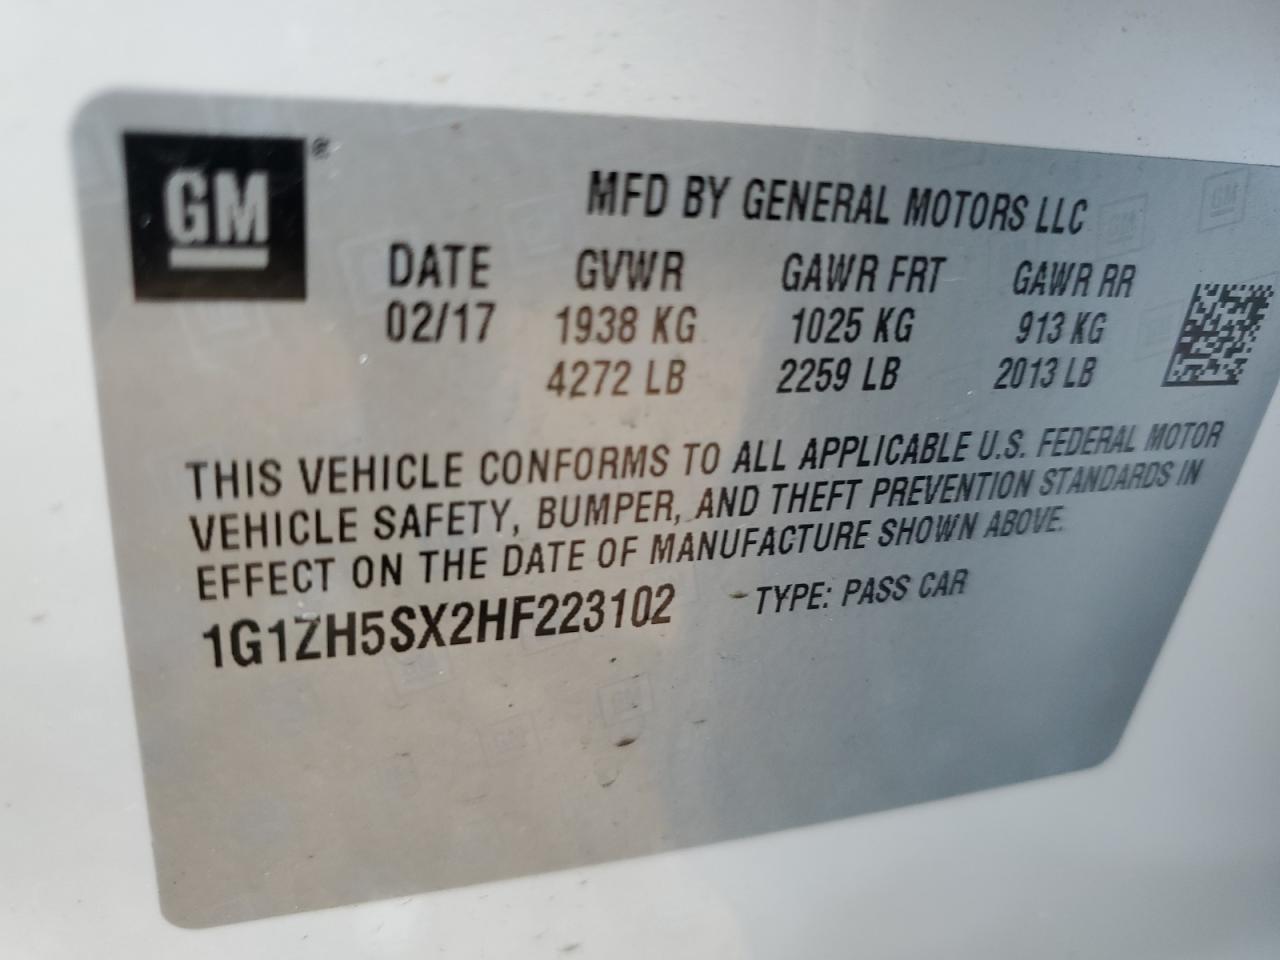 GM ®
MFD BY GENERAL MOTORS LLC
DATE GVWR GAWR FRT GAWR RR
02/17 1938 KG 1025 KG 913 KG
4272 LB 2259 LB 2013 LB
THIS VEHICLE CONFORMS TO ALL APPLICABLE U.S. FEDERAL MOTOR
VEHICLE SAFETY, BUMPER, AND THEFT PREVENTION STANDARDS IN
EFFECT ON THE DATE OF MANUFACTURE SHOWN ABOVE.
1G1ZH5SX2HF223102 TYPE: PASS CAR